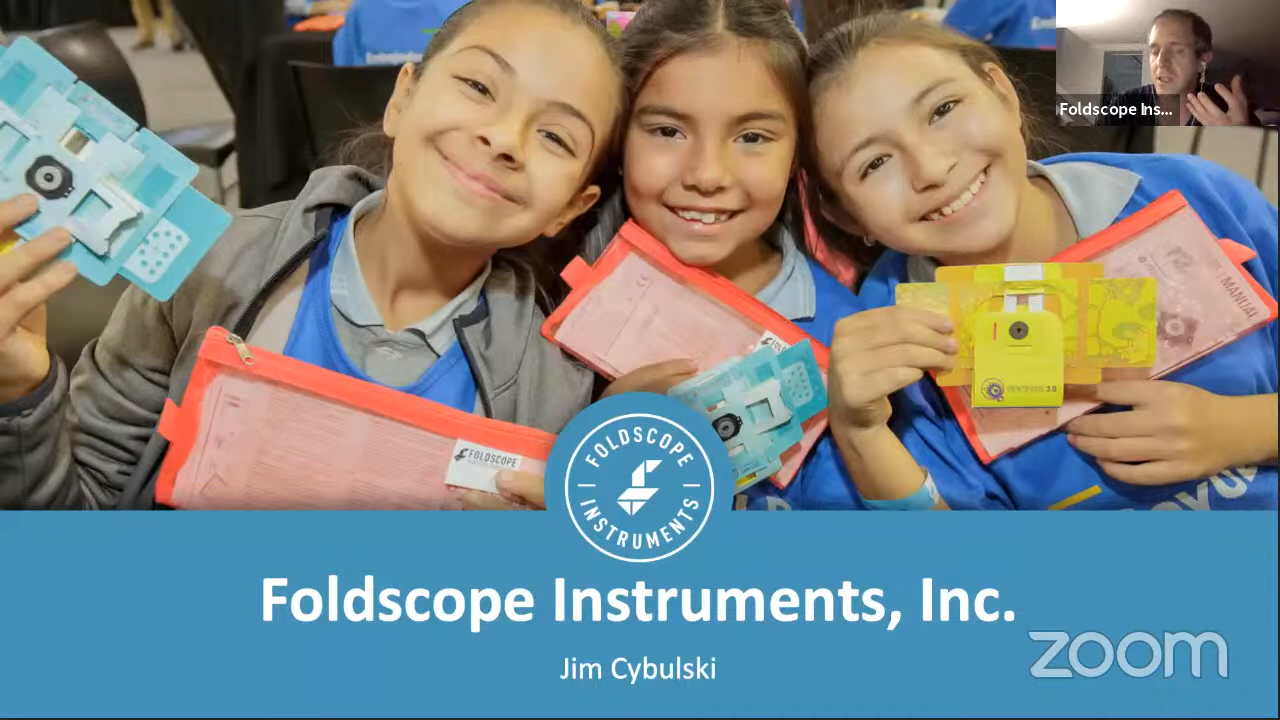 Foldscope Ins...
MANUAL
FOLDSCOPE
FOLDSCOPE
INSTRUMENTS
Foldscope Instruments, Inc.
Jim Cybulski
zoom